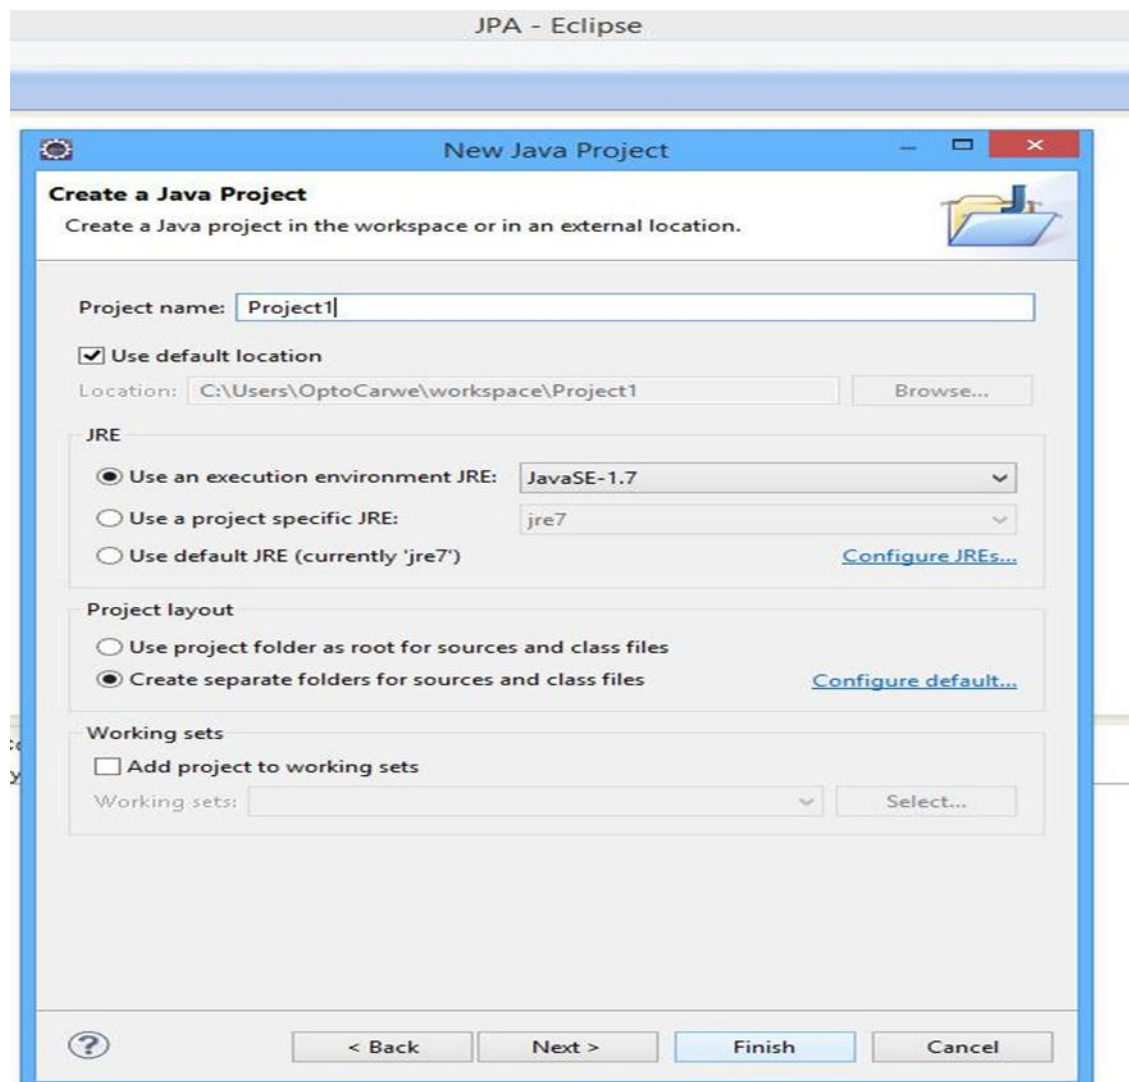 JPA - Eclipse
New Java Project
Create a Java Project
Create a Java project in the workspace or in an external location.
Project name: Project1
Use default location
Location: C:\Users\OptoCarwe\workspace\Project1 Browse...
JRE
Use an execution environment JRE: JavaSE-1.7
Use a project specific JRE: jre7
Use default JRE (currently 'jre7') Configure JREs...
Project layout
Use project folder as root for sources and class files
Create separate folders for sources and class files Configure default...
Working sets
Add project to working sets
Working sets: Select...
? < Back Next > Finish Cancel